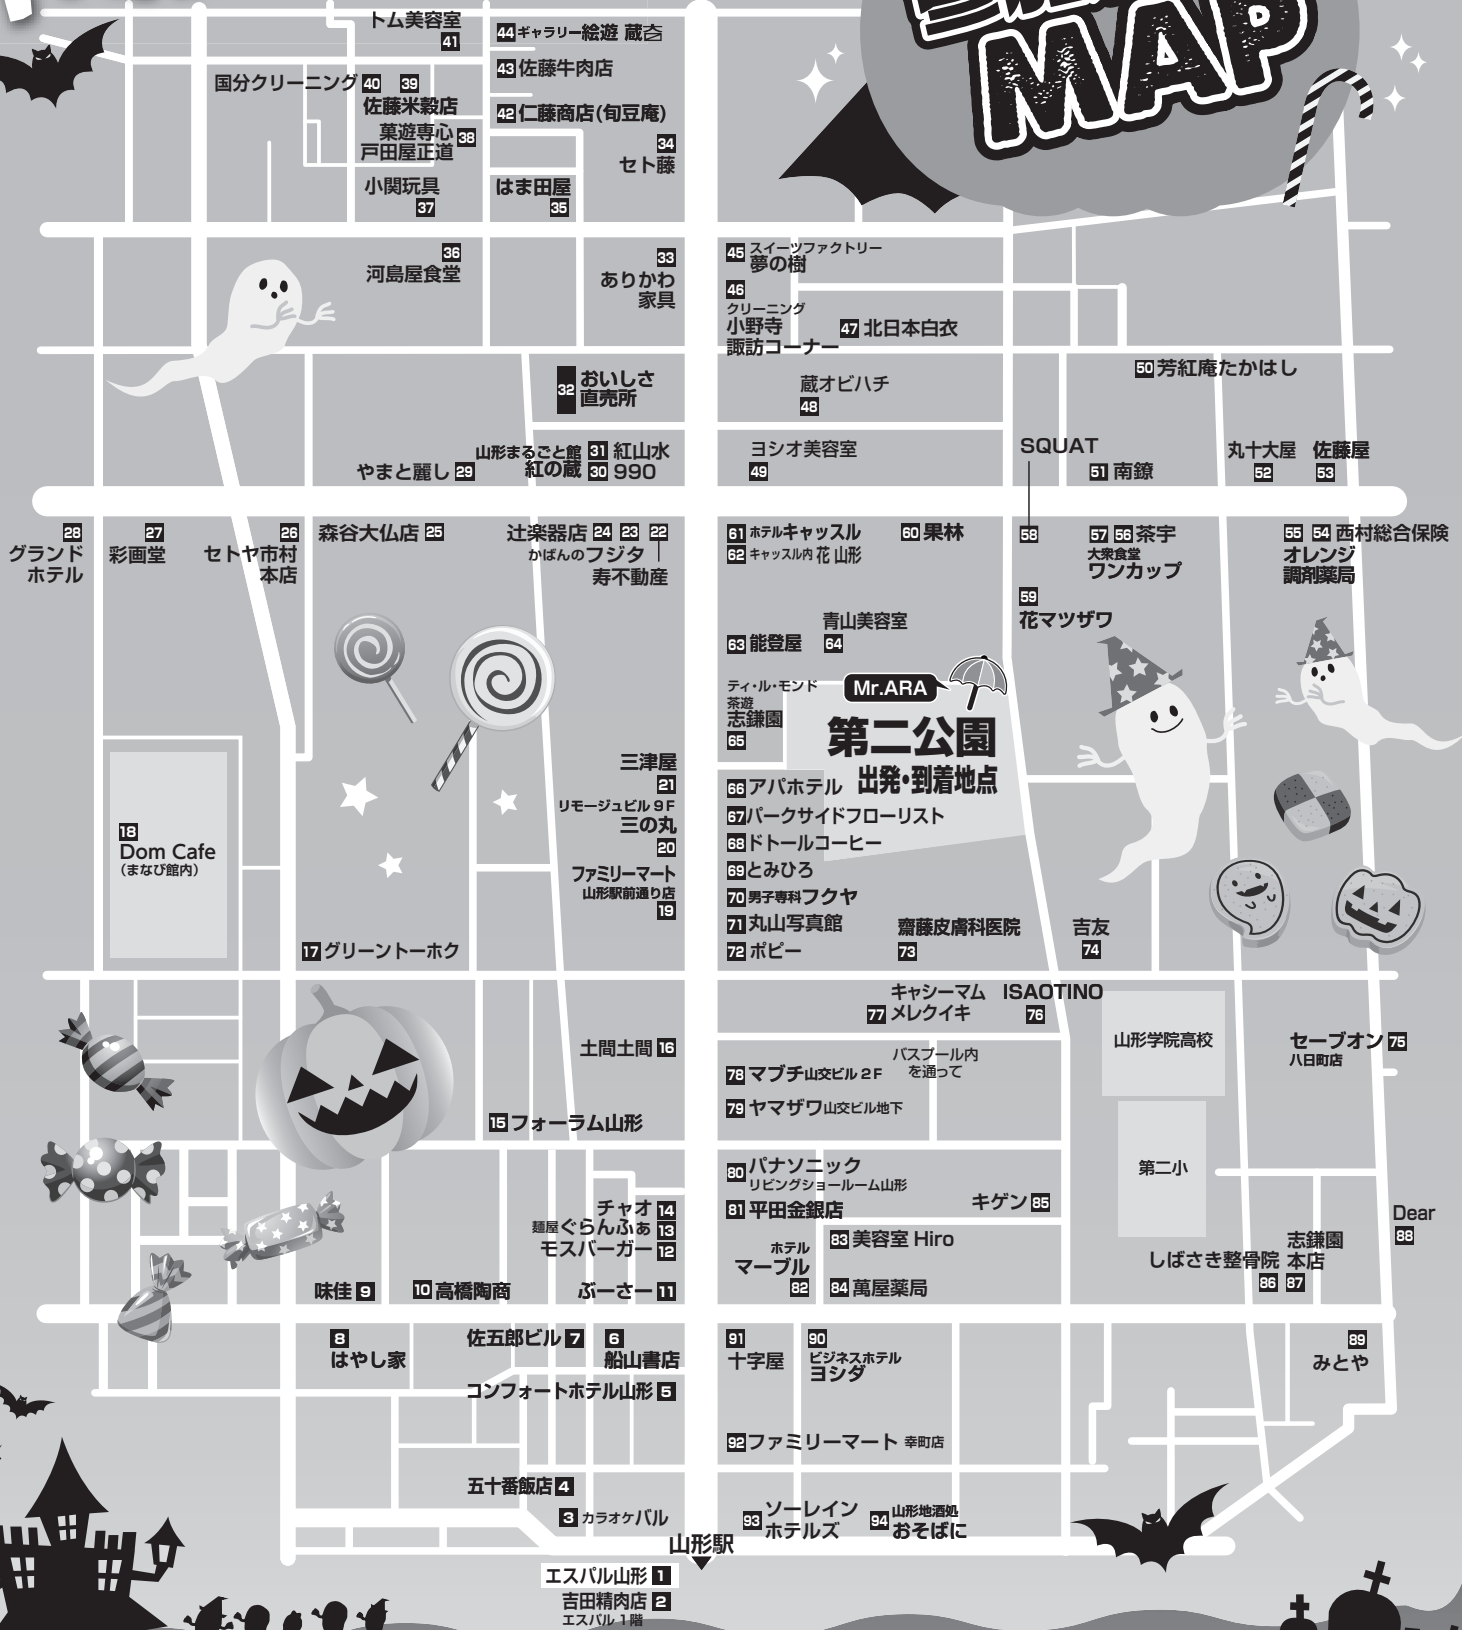 MAP
トム美容室
41
44 ギャラリー絵遊 蔵
43 佐藤牛肉店
国分クリーニング 40 39
佐藤米穀店
42 仁藤商店(旬豆庵)
菓遊専心 38
戸田屋正道
34
セト藤
小関玩具
37
はま田屋
35
36
河島屋食堂
33
ありかわ
家具
45 スイーツファクトリー
夢の樹
46
クリーニング
小野寺
諏訪コーナー
47 北日本白衣
32 おいしさ
直売所
蔵オビハチ
48
50 芳紅庵たかはし
山形まるごと館
紅の蔵
31 紅山水
30 990
やまと麗し 29
ヨシオ美容室
49
SQUAT
51 南鐐
丸十大屋
52
佐藤屋
53
28
グランド
ホテル
27
彩画堂
26
セトヤ市村
本店
森谷大仏店 25
辻楽器店 24 23 22
かばんのフジタ
寿不動産
61 ホテルキャッスル
62 キャッスル内 花 山形
60 果林
58
57 56 茶宇
大衆食堂
ワンカップ
55 54 西村総合保険
オレンジ
調剤薬局
59
花マツザワ
青山美容室
64
63 能登屋
ティ・ル・モンド
茶遊
志鎌園
65
Mr.ARA
第二公園
出発・到着地点
三津屋
21
リモージュビル9F
三の丸
20
ファミリーマート
山形駅前通り店
19
18
Dom Cafe
(まなび館内)
66 アパホテル
67 パークサイドフローリスト
68 ドトールコーヒー
69 とみひろ
70 男子専科フクヤ
71 丸山写真館
72 ポピー
17 グリーントーホク
齋藤皮膚科医院
73
吉友
74
キャシーマム
77 メレクイキ
ISAOTINO
76
山形学院高校
セーブオン 75
八日町店
土間土間 16
78 マブチ山交ビル2F
バスプール内
を通って
79 ヤマザワ山交ビル地下
15 フォーラム山形
第二小
80 パナソニック
リビングショールーム山形
81 平田金銀店
キゲン 85
チャオ 14
麺屋ぐらんふぁ 13
モスバーガー 12
83 美容室 Hiro
ホテル
マーブル
82
84 萬屋薬局
Dear
88
しばさき整骨院
86
志鎌園
本店
87
味佳 9
10 高橋陶商
ぶーさー 11
8
はやし家
佐五郎ビル 7
6
船山書店
コンフォートホテル山形 5
91
十字屋
90
ビジネスホテル
ヨシダ
89
みとや
92 ファミリーマート 幸町店
五十番飯店 4
3 カラオケバル
93 ソーレイン
ホテルズ
94 山形地酒処
おそばに
山形駅
エスパル山形 1
吉田精肉店 2
エスパル1階